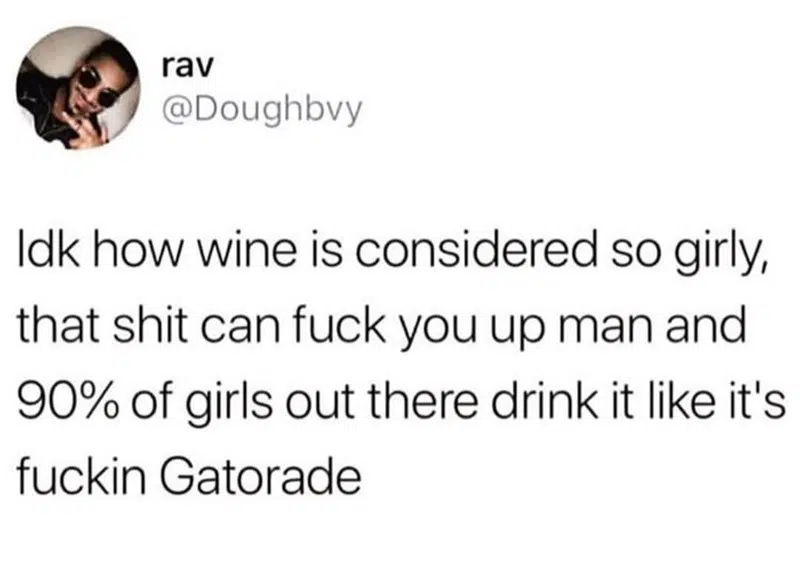 rav
@Doughbvy
Idk how wine is considered so girly,
that shit can fuck you up man and
90% of girls out there drink it like it's
fuckin Gatorade